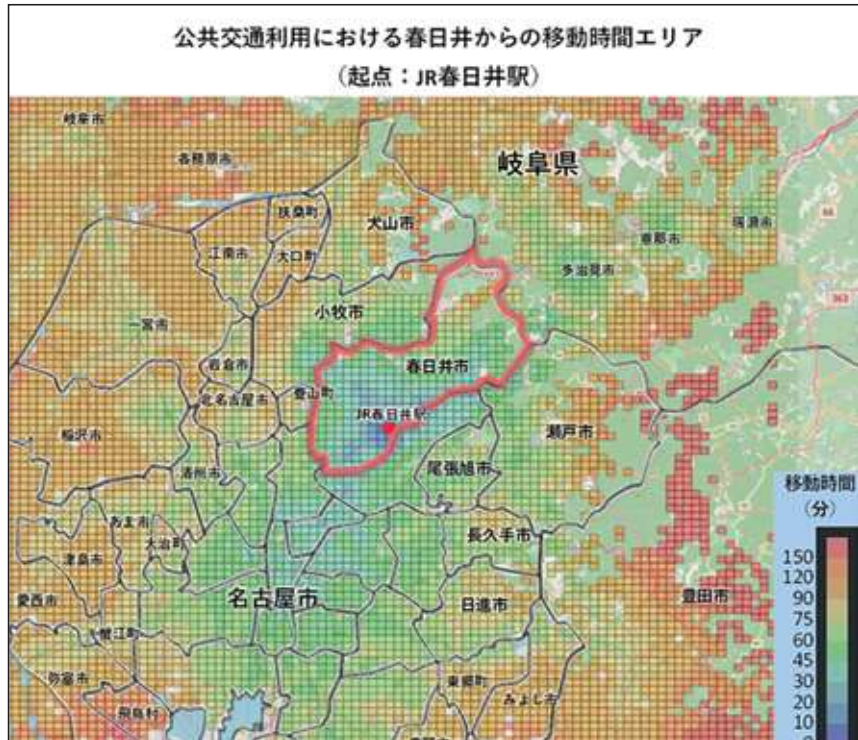 公共交通利用における春日井からの移動時間エリア
（起点：JR春日井駅）
岐阜市
各務原市
岐阜県
扶桑町
犬山市
江南市
大口町
恵那市
瑞浪市
多治見市
小牧市
一宮市
岩倉市
春日井市
豊山町
北名古屋市
JR春日井駅
稲沢市
瀬戸市
尾張旭市
清州市
移動時間
（分）
あま市
大治町
長久手市
津島市
名古屋市
愛西市
日進市
豊田市
蟹江町
弥富市
東郷町
みよし市
飛島村
150
120
90
75
60
45
30
20
10
0
363